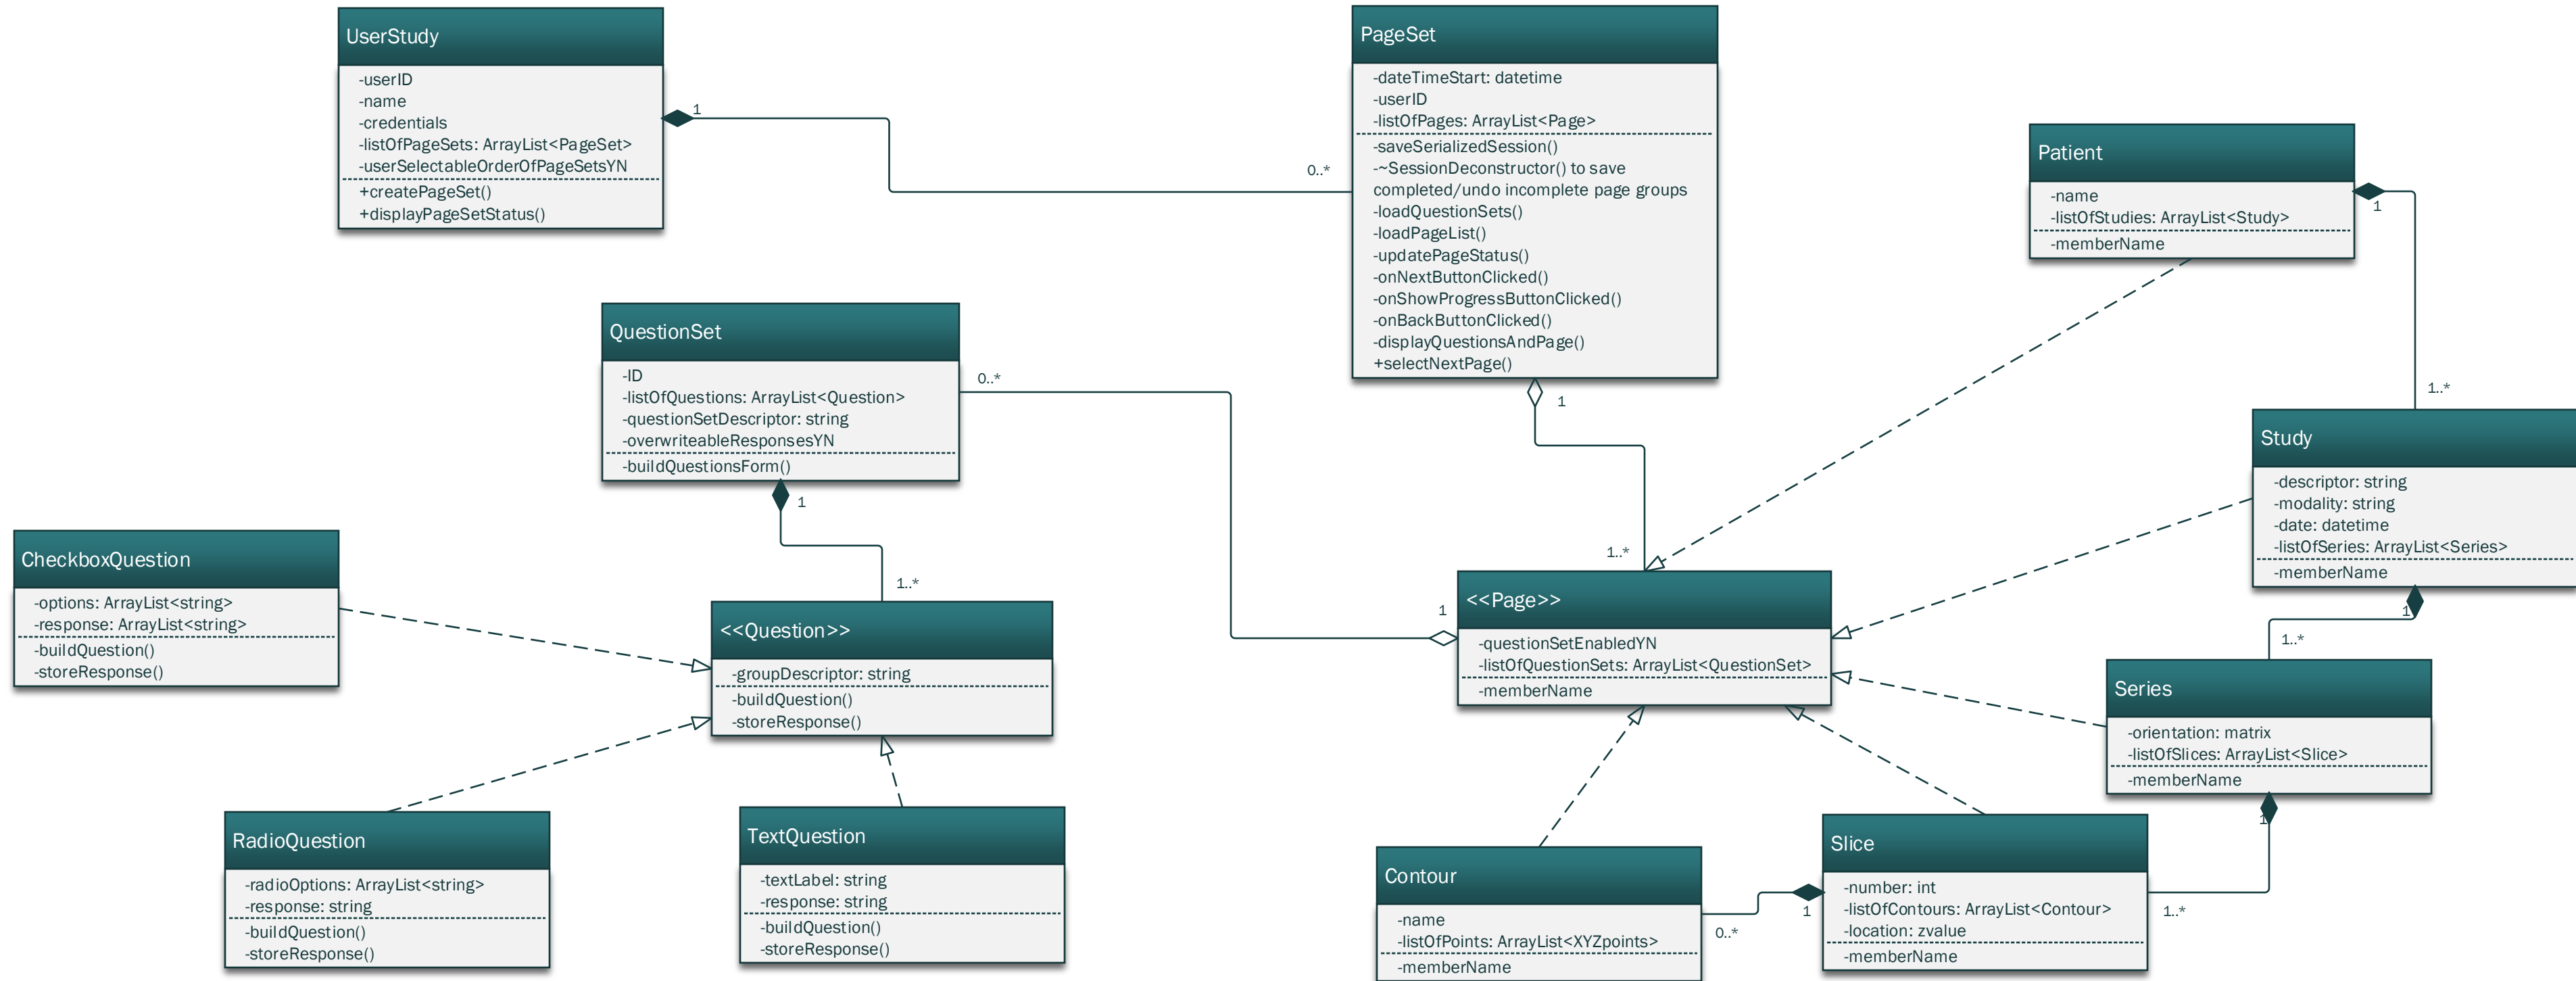 UserStudy
-userID
-name
-credentials
-listOfPageSets: ArrayList<PageSet>
-userSelectableOrderOfPageSetsYN
+createPageSet()
+displayPageSetStatus()
1
0..*
PageSet
-dateTimeStart: datetime
-userID
-listOfPages: ArrayList<Page>
-saveSerializedSession()
-~SessionDeconstructor() to save
completed/undo incomplete page groups
-loadQuestionSets()
-loadPageList()
-updatePageStatus()
-onNextButtonClicked()
-onShowProgressButtonClicked()
-onBackButtonClicked()
-displayQuestionsAndPage()
+selectNextPage()
1
1..*
Patient
-name
-listOfStudies: ArrayList<Study>
-memberName
1
1..*
QuestionSet
-ID
-listOfQuestions: ArrayList<Question>
-questionSetDescriptor: string
-overwriteableResponsesYN
-buildQuestionsForm()
0..*
1
1..*
Study
-descriptor: string
-modality: string
-date: datetime
-listOfSeries: ArrayList<Series>
-memberName
1
1..*
CheckboxQuestion
-options: ArrayList<string>
-response: ArrayList<string>
-buildQuestion()
-storeResponse()
<<Question>>
-groupDescriptor: string
-buildQuestion()
-storeResponse()
1
<<Page>>
-questionSetEnabledYN
-listOfQuestionSets: ArrayList<QuestionSet>
-memberName
Series
-orientation: matrix
-listOfSlices: ArrayList<Slice>
-memberName
1
1..*
RadioQuestion
-radioOptions: ArrayList<string>
-response: string
-buildQuestion()
-storeResponse()
TextQuestion
-textLabel: string
-response: string
-buildQuestion()
-storeResponse()
Contour
-name
-listOfPoints: ArrayList<XYZpoints>
-memberName
0..*
1
Slice
-number: int
-listOfContours: ArrayList<Contour>
-location: zvalue
-memberName